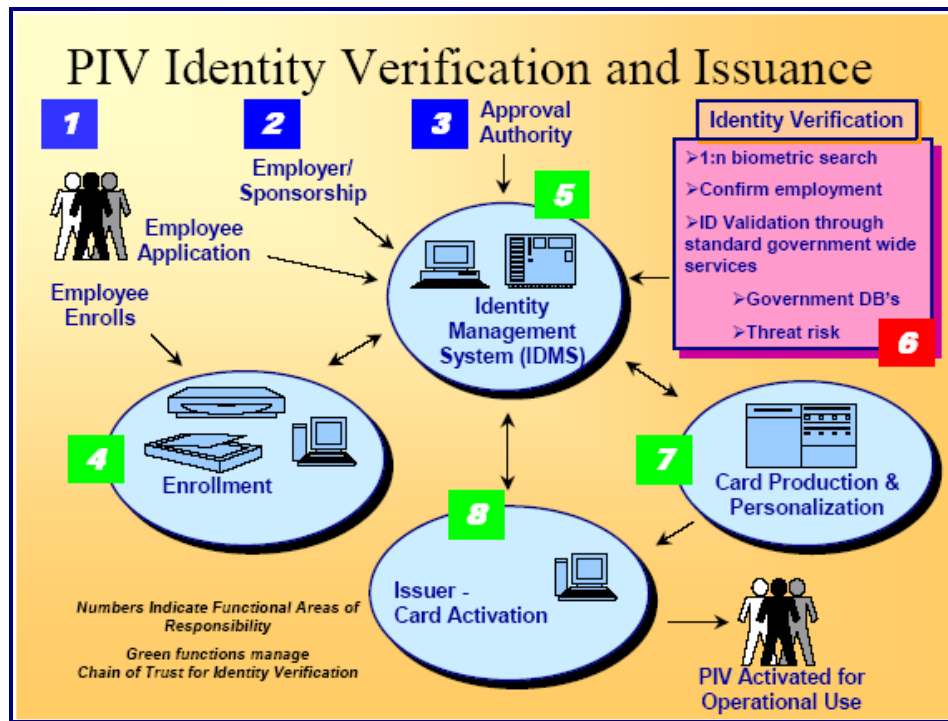 PIV Identity Verification and Issuance
1
2
3
Approval
Authority
Identity Verification
Employer/
Sponsorship
Employee
Application
Employee
Enrolls
➢1:n biometric search
➢Confirm employment
➢ID Validation through
standard government wide
services
➢Government DB's
➢Threat risk
6
5
Identity
Management
System (IDMS)
4
Enrollment
7
Card Production &
Personalization
8
Issuer -
Card Activation
Numbers Indicate Functional Areas of
Responsibility
Green functions manage
Chain of Trust for Identity Verification
PIV Activated for
Operational Use